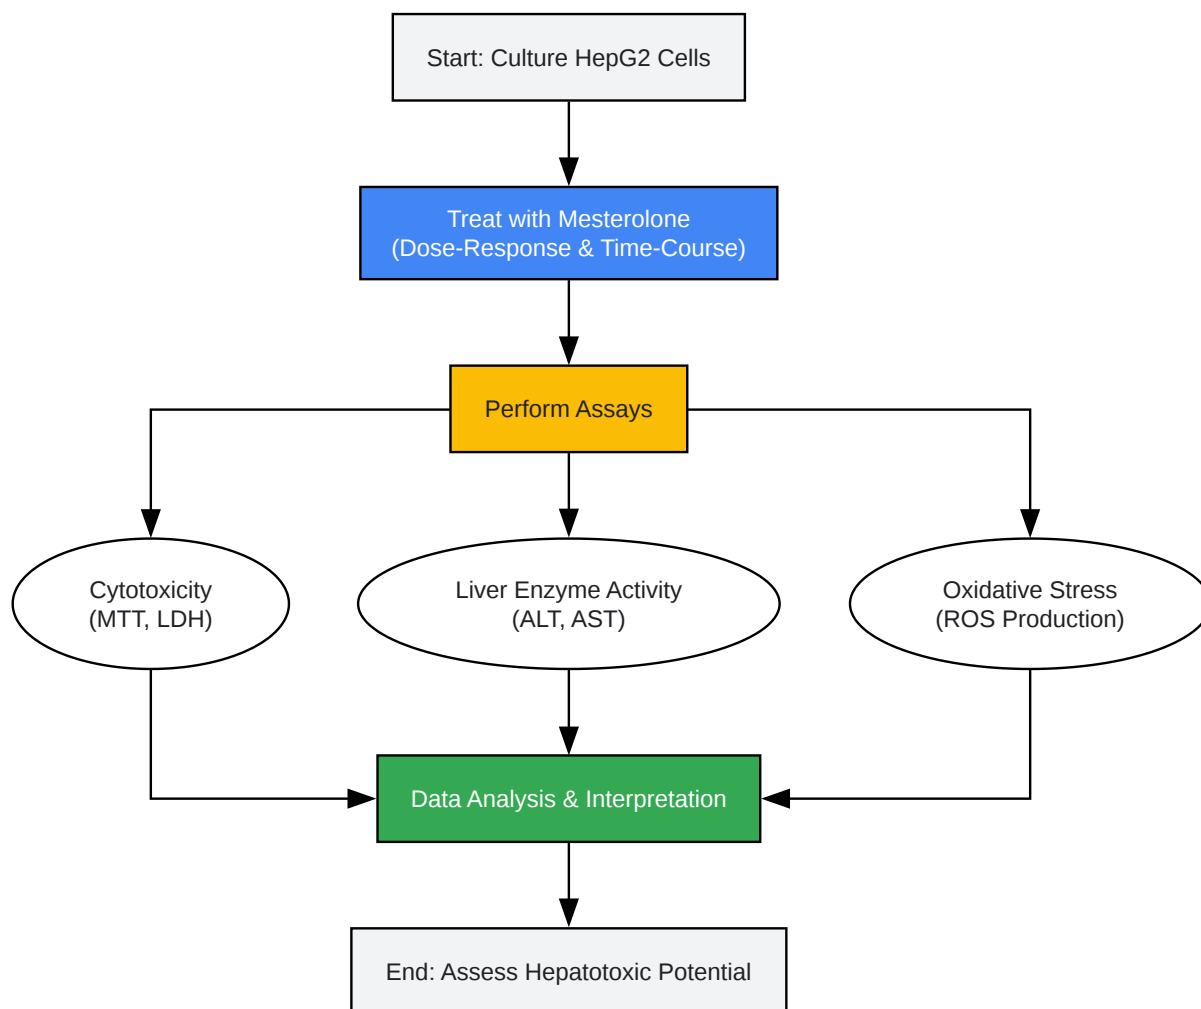 Start: Culture HepG2 Cells
Treat with Mesterolone
(Dose-Response & Time-Course)
Perform Assays
Cytotoxicity
(MTT, LDH)
Liver Enzyme Activity
(ALT, AST)
Oxidative Stress
(ROS Production)
Data Analysis & Interpretation
End: Assess Hepatotoxic Potential